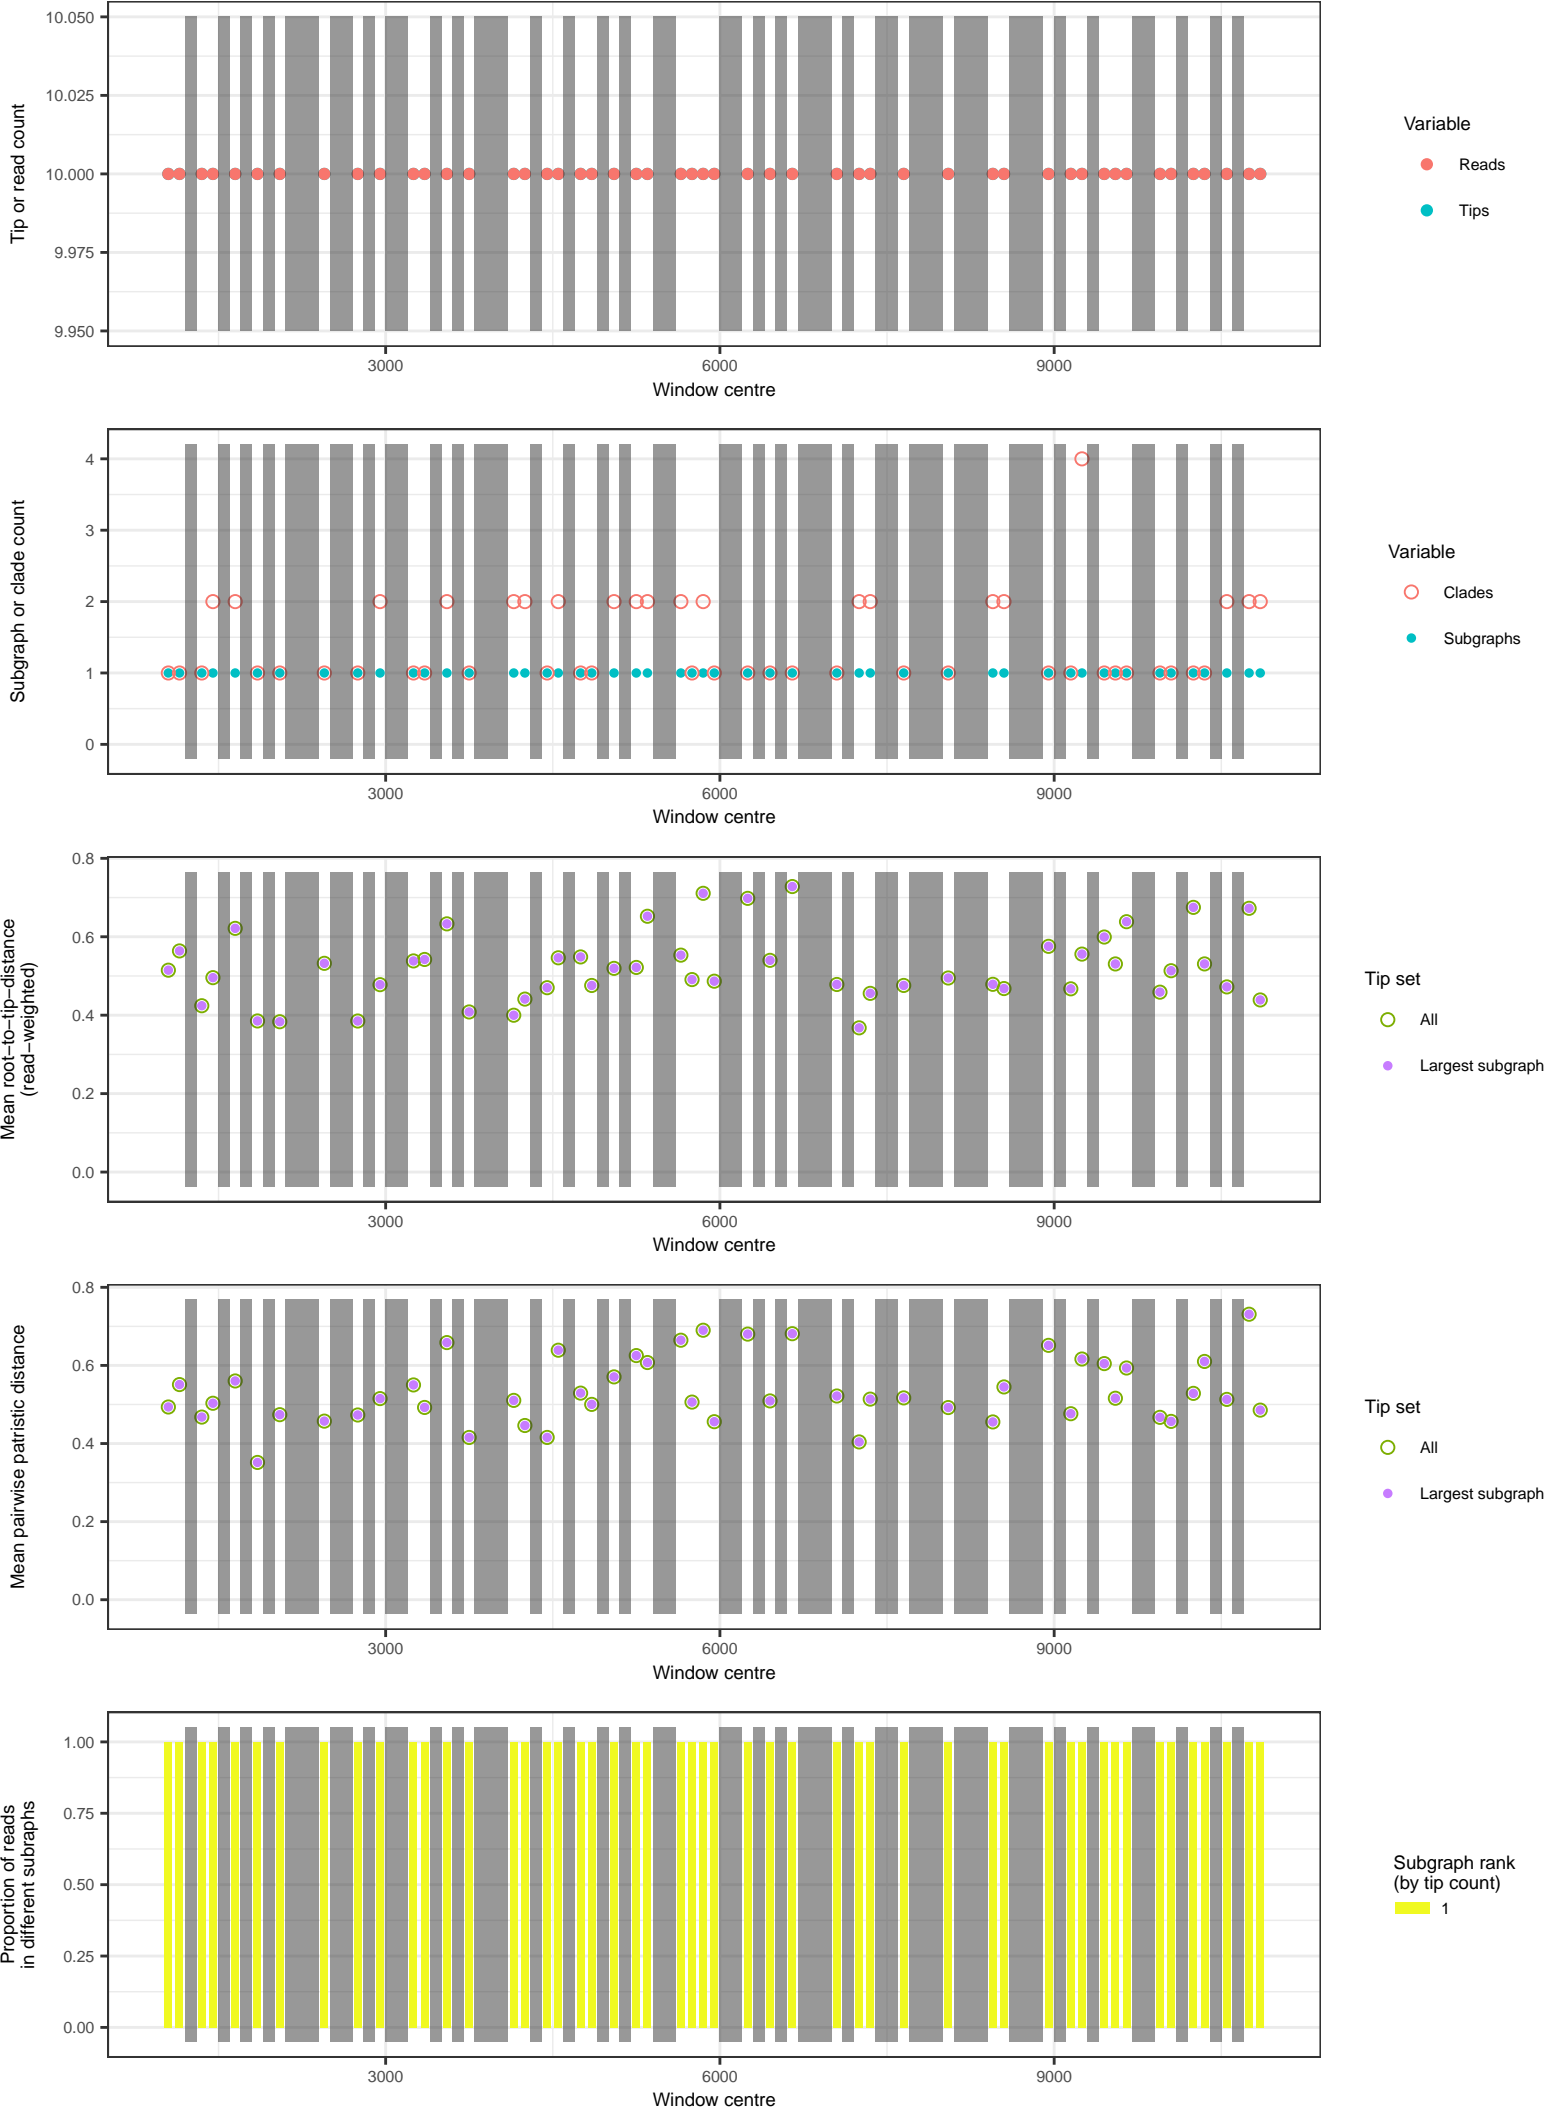 10.050
10.025
10.000
9.975
9.950
Tip or read count
3000
6000
9000
Window centre
Variable
Reads
Tips
4
3
2
1
0
Subgraph or clade count
3000
6000
9000
Window centre
Variable
Clades
Subgraphs
0.8
0.6
0.4
0.2
0.0
Mean root−to−tip−distance
(read−weighted)
3000
6000
9000
Window centre
Tip set
All
Largest subgraph
0.8
0.6
0.4
0.2
0.0
Mean pairwise patristic distance
3000
6000
9000
Window centre
Tip set
All
Largest subgraph
1.00
0.75
0.50
0.25
0.00
Proportion of reads
in different subraphs
3000
6000
9000
Window centre
Subgraph rank
(by tip count)
1